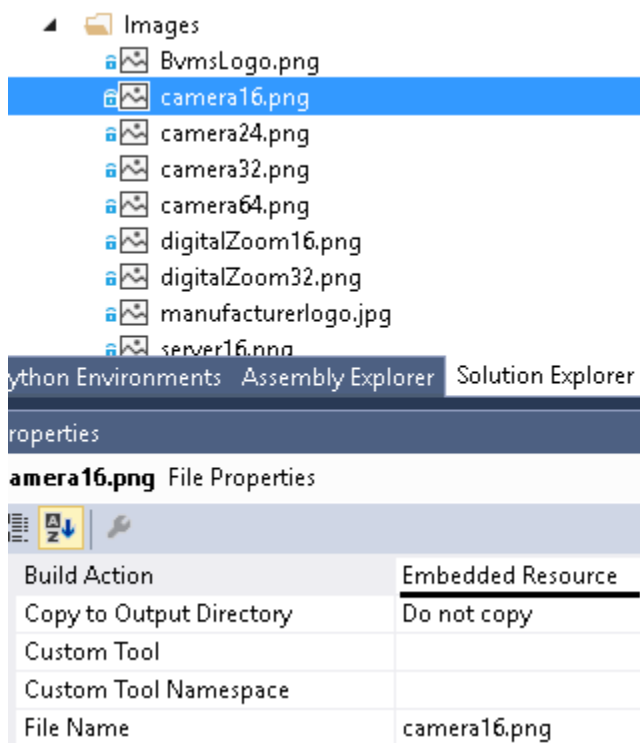 Images
BvmsLogo.png
camera16.png
camera24.png
camera32.png
camera64.png
digitalZoom16.png
digitalZoom32.png
manufacturerlogo.jpg
server16.png
ython Environments Assembly Explorer Solution Explorer
roperties
amera16.png File Properties
Build Action Embedded Resource
Copy to Output Directory Do not copy
Custom Tool
Custom Tool Namespace
File Name camera16.png